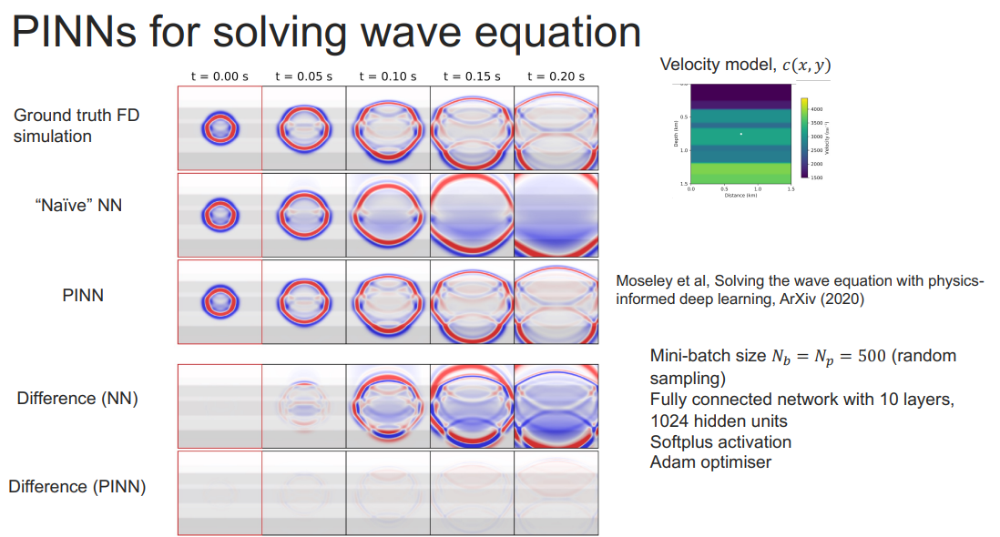 PINNs for solving wave equation
t = 0.00 s
t = 0.05 s
t = 0.10 s
t = 0.15 s
t = 0.20 s
Ground truth FD
simulation
“Naïve” NN
PINN
Difference (NN)
Difference (PINN)
Velocity model, c(x, y)
0.5
1.0
1.5
Depth (km)
0.0
0.5
1.0
1.5
Distance (km)
4000
3500
3000
2500
2000
1500
Velocity
Moseley et al, Solving the wave equation with physics-
informed deep learning, ArXiv (2020)
Mini-batch size N_b = N_p = 500 (random
sampling)
Fully connected network with 10 layers,
1024 hidden units
Softplus activation
Adam optimiser